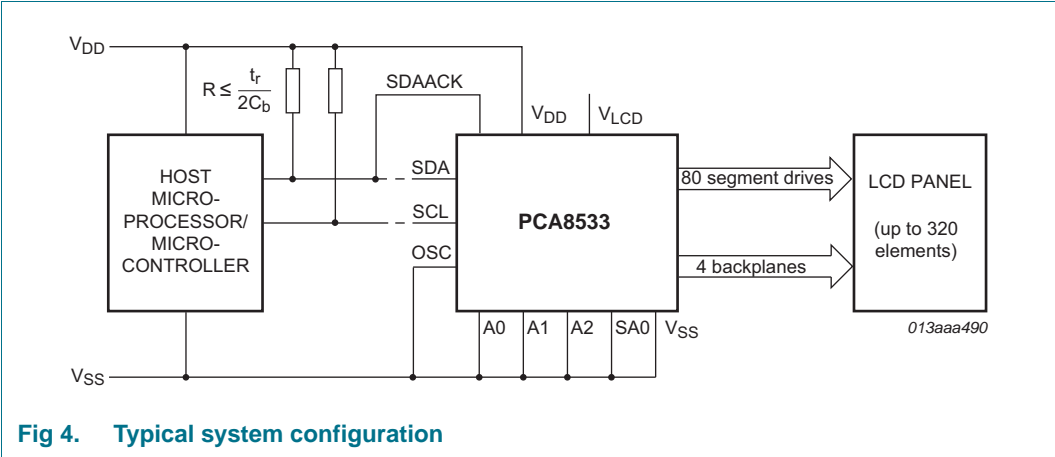 VDD
R ≤ tr
2Cb
SDAACK
VDD
VLCD
HOST
MICRO-
PROCESSOR/
MICRO-
CONTROLLER
SDA
SCL
OSC
PCA8533
80 segment drives
4 backplanes
LCD PANEL
(up to 320
elements)
A0 A1 A2 SA0 VSS
013aaa490
VSS
Fig 4. Typical system configuration